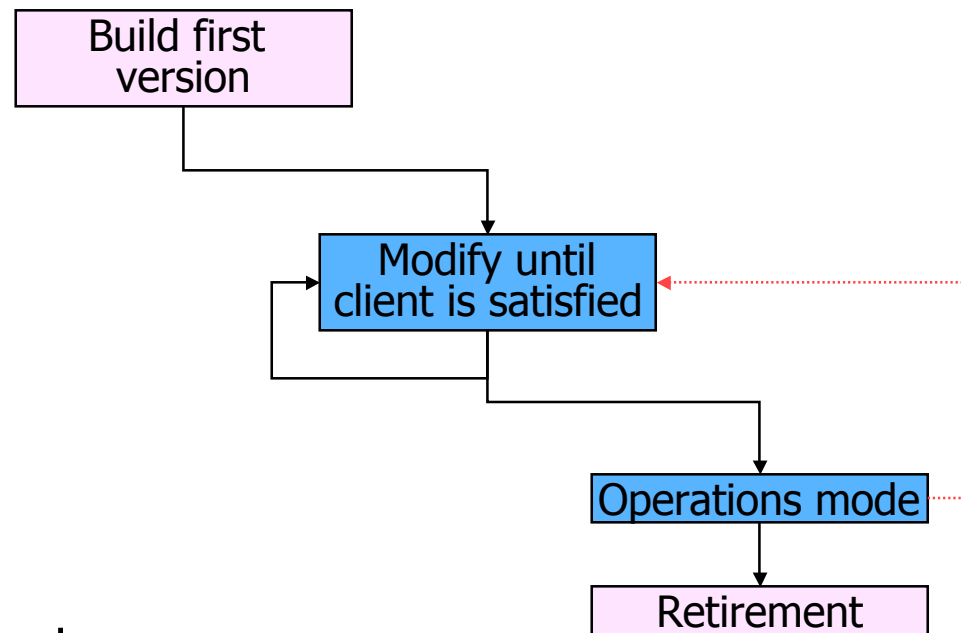 Build first
version
Modify until
client is satisfied
Operations mode
Retirement